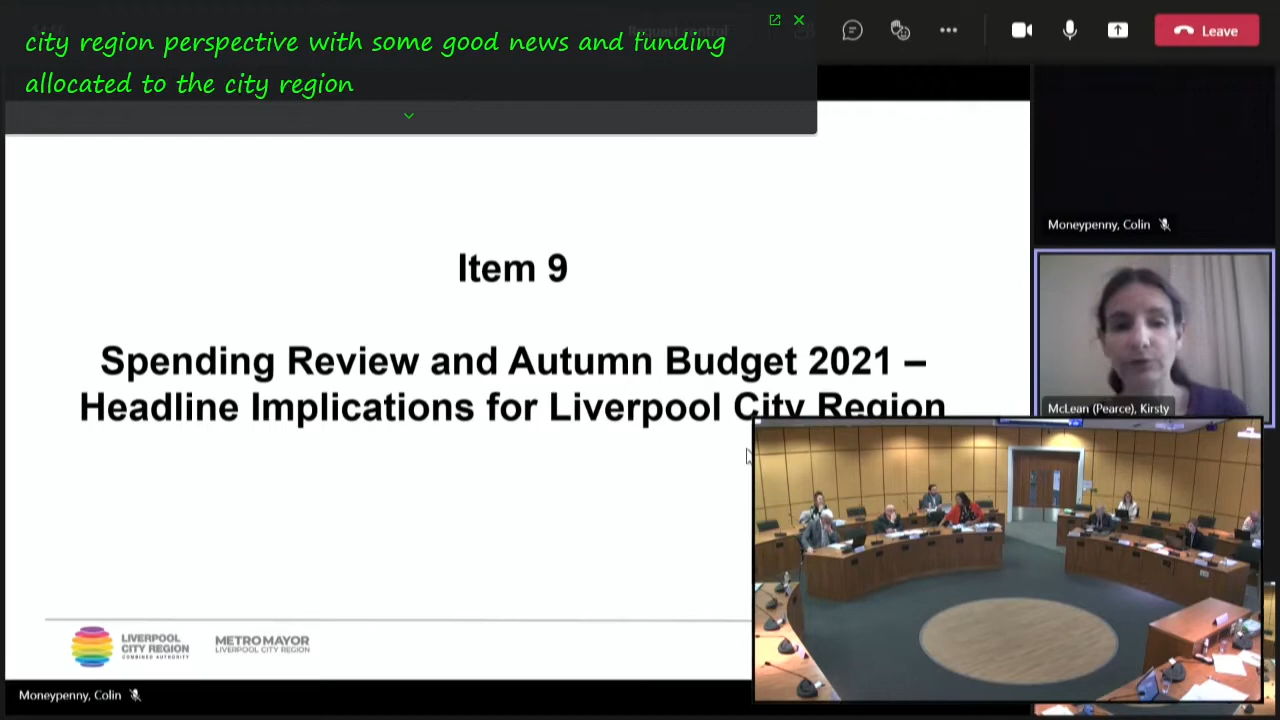 city region perspective with some good news and funding
allocated to the city region
Leave
Item 9
Spending Review and Autumn Budget 2021 –
Headline Implications for Liverpool City Region
Moneypenny, Colin
McLean (Pearce), Kirsty
LIVERPOOL
CITY REGION
COMBINED AUTHORITY
METRO MAYOR
LIVERPOOL CITY REGION
Moneypenny, Colin